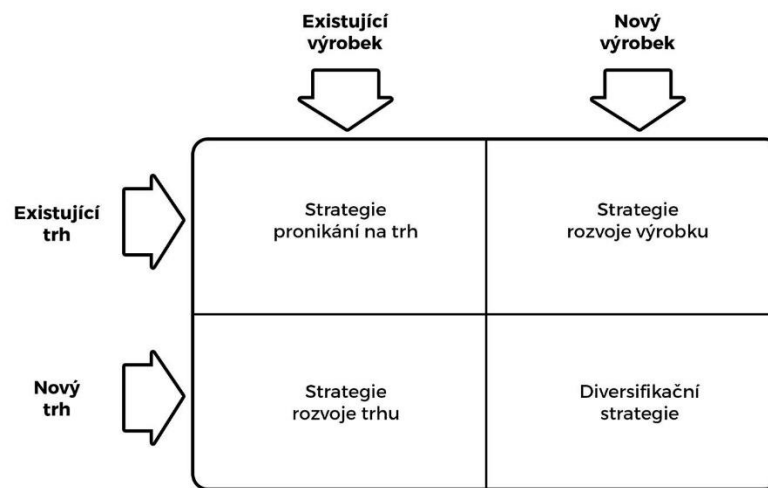 Existující
výrobek
Nový
výrobek
Existující
trh
Strategie
pronikání na trh
Strategie
rozvoje výrobku
Nový
trh
Strategie
rozvoje trhu
Diversifikační
strategie